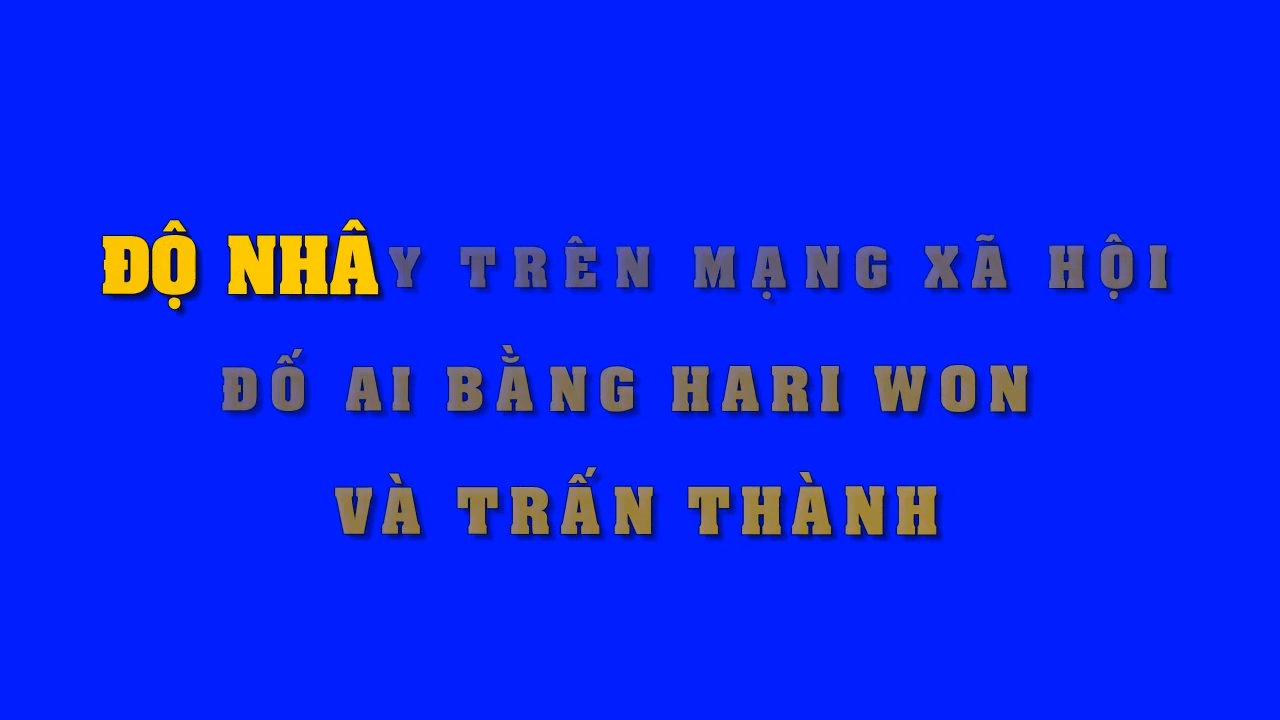 ĐỘ NHÂY TRÊN MẠNG XÃ HỘI
ĐỐ AI BẰNG HARI WON
VÀ TRẤN THÀNH